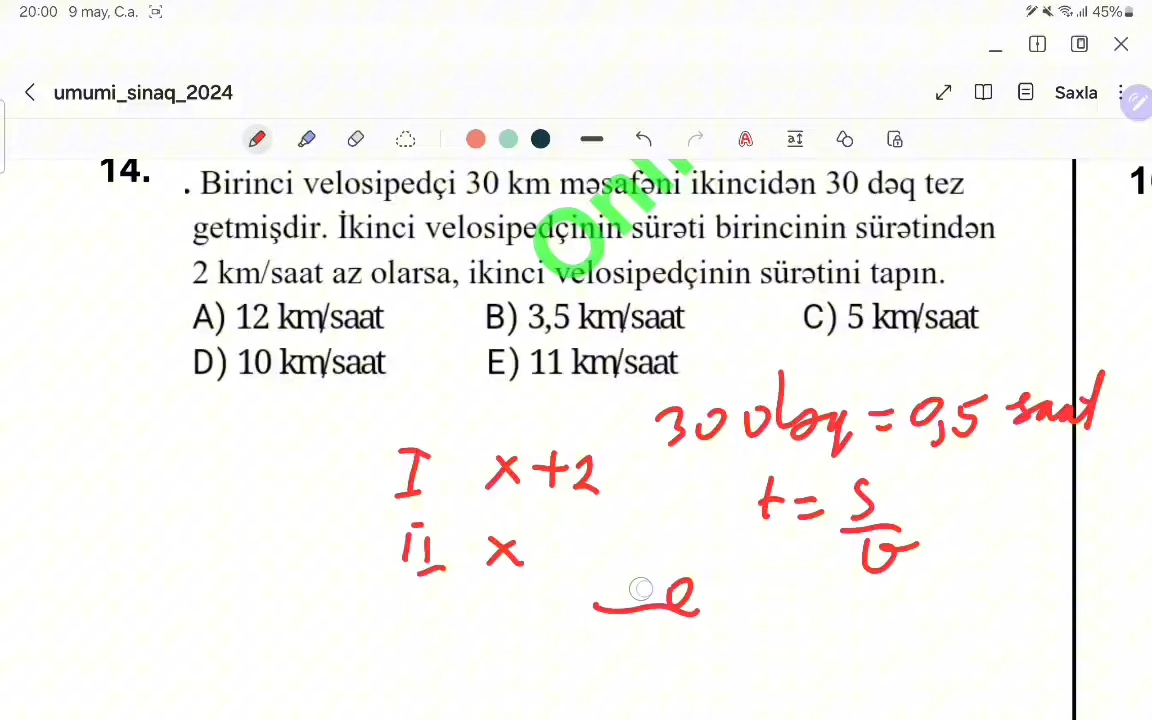 20:00 9 may, C.a. 45%
umumi_sinaq_2024
Saxla
14.
. Birinci velosipedçi 30 km məsafəni ikincidən 30 dəq tez
getmişdir. İkinci velosipedçinin sürəti birincinin sürətindən
2 km/saat az olarsa, ikinci velosipedçinin sürətini tapın.
A) 12 km/saat B) 3,5 km/saat C) 5 km/saat
D) 10 km/saat E) 11 km/saat
Onli
30 dəq = 0,5 saat
I x+2
II x
t = S/v